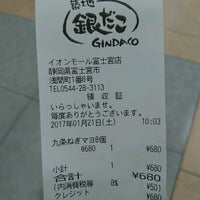 築地
銀だこ
GINDACO
イオンモール富士宮店
静岡県富士宮市
浅間町1番8号
TEL0544-28-3113
領収証
いらっしゃいませ。
毎度ありがとうございます。
2017年01月21日(土) 10:03
九条ねぎマヨ8個
¥680 1 ¥680
小計 1 ¥680
合計 ¥680
(内消費税等 8% ¥50)
クレジット ¥680